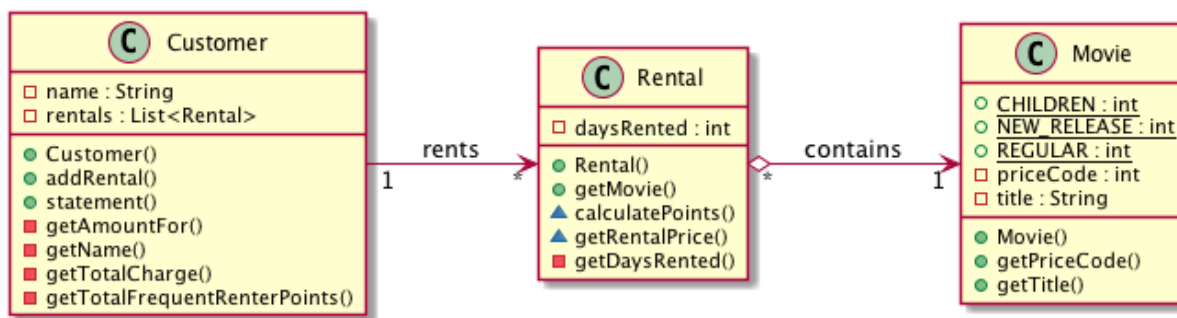 C Customer
name : String
rentals : List<Rental>
Customer()
addRental()
statement()
getAmountFor()
getName()
getTotalCharge()
getTotalFrequentRenterPoints()
rents
1
*
C Rental
daysRented : int
Rental()
getMovie()
calculatePoints()
getRentalPrice()
getDaysRented()
contains
*
1
C Movie
CHILDREN : int
NEW_RELEASE : int
REGULAR : int
priceCode : int
title : String
Movie()
getPriceCode()
getTitle()